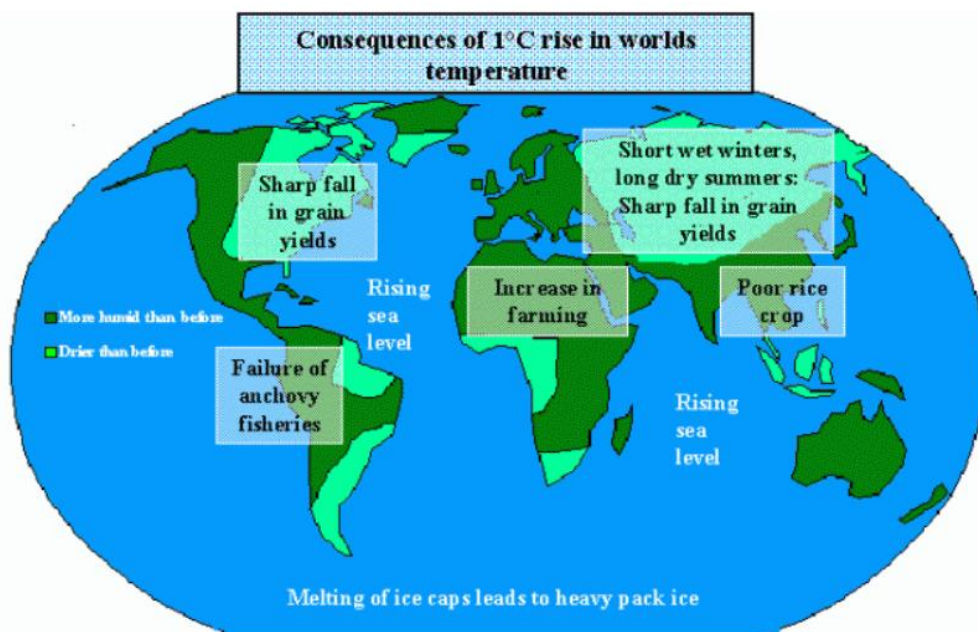 Consequences of 1°C rise in worlds
temperature
Sharp fall
in grain
yields
Short wet winters,
long dry summers:
Sharp fall in grain
yields
Rising
sea
level
Increase in
farming
Poor rice
crop
More humid than before
Drier than before
Failure of
anchovy
fisheries
Rising
sea
level
Melting of ice caps leads to heavy pack ice